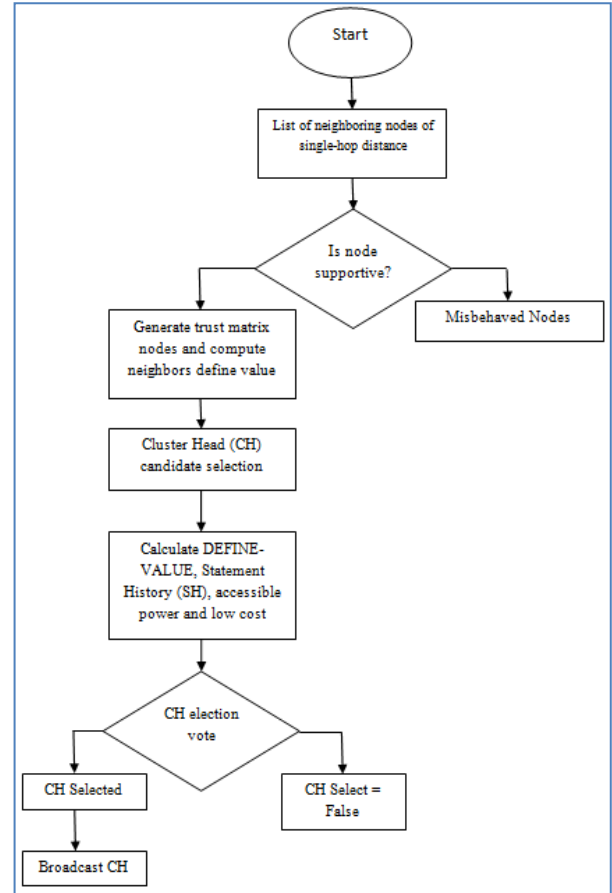 Start
List of neighboring nodes of
single-hop distance
Is node
supportive?
Generate trust matrix
nodes and compute
neighbors define value
Misbehaved Nodes
Cluster Head (CH)
candidate selection
Calculate DEFINE-
VALUE, Statement
History (SH), accessible
power and low cost
CH election
vote
CH Selected
CH Select =
False
Broadcast CH